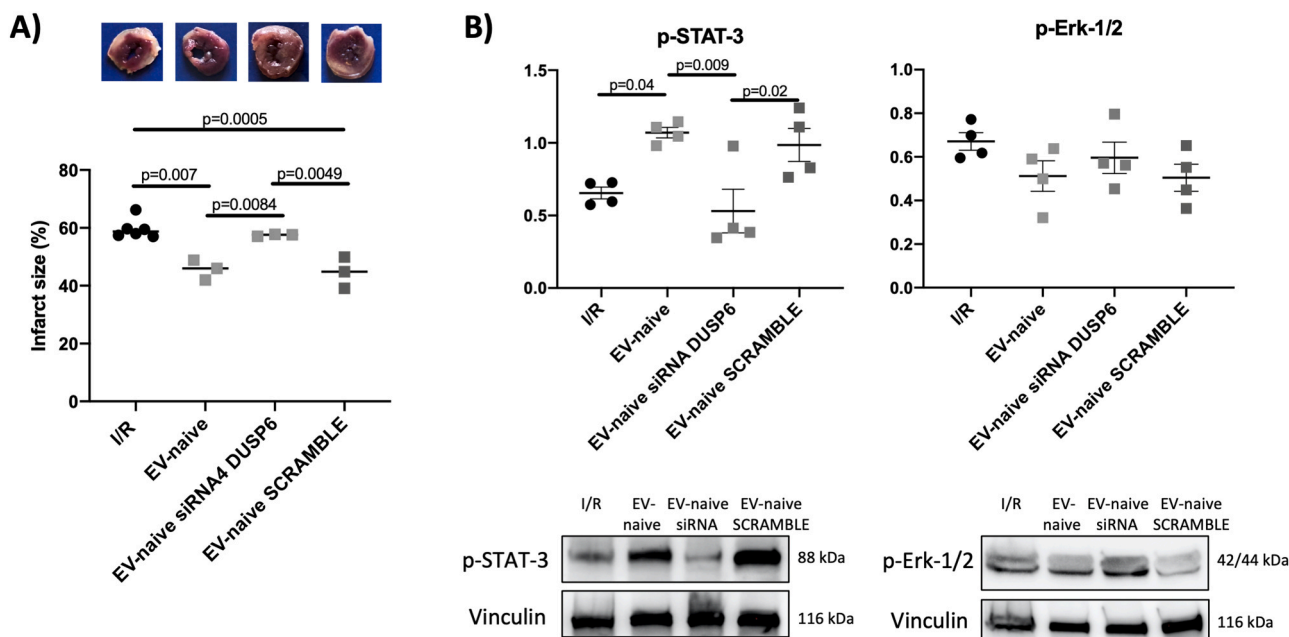 A)
p=0.0005
p=0.007
p=0.0049
p=0.0084
Infarct size (%)
80
60
40
20
0
I/R
EV-naive
EV-naive siRNA4 DUSP6
EV-naive SCRAMBLE
B)
p-STAT-3
p=0.04
p=0.009
p=0.02
1.5
1.0
0.5
0.0
I/R
EV-naive
EV-naive siRNA DUSP6
EV-naive SCRAMBLE
p-Erk-1/2
1.0
0.8
0.6
0.4
0.2
0.0
I/R
EV-naive
EV-naive siRNA DUSP6
EV-naive SCRAMBLE
I/R
EV-
naive
EV-naive
siRNA
EV-naive
SCRAMBLE
p-STAT-3
88 kDa
Vinculin
116 kDa
I/R
EV-
naive
EV-naive
siRNA
EV-naive
SCRAMBLE
p-Erk-1/2
42/44 kDa
Vinculin
116 kDa